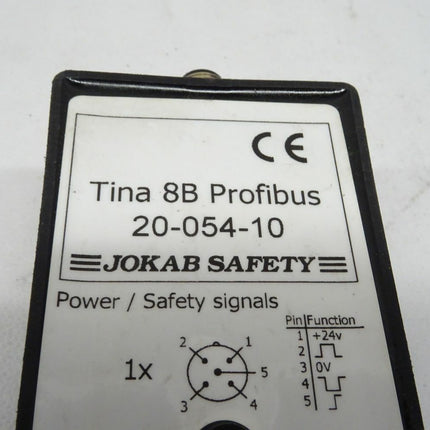 CE
Tina 8B Profibus
20-054-10
JOKAB SAFETY
Power / Safety signals
Pin Function
1 +24v
2
3 0V
4
5
1x
2 1
5
3 4